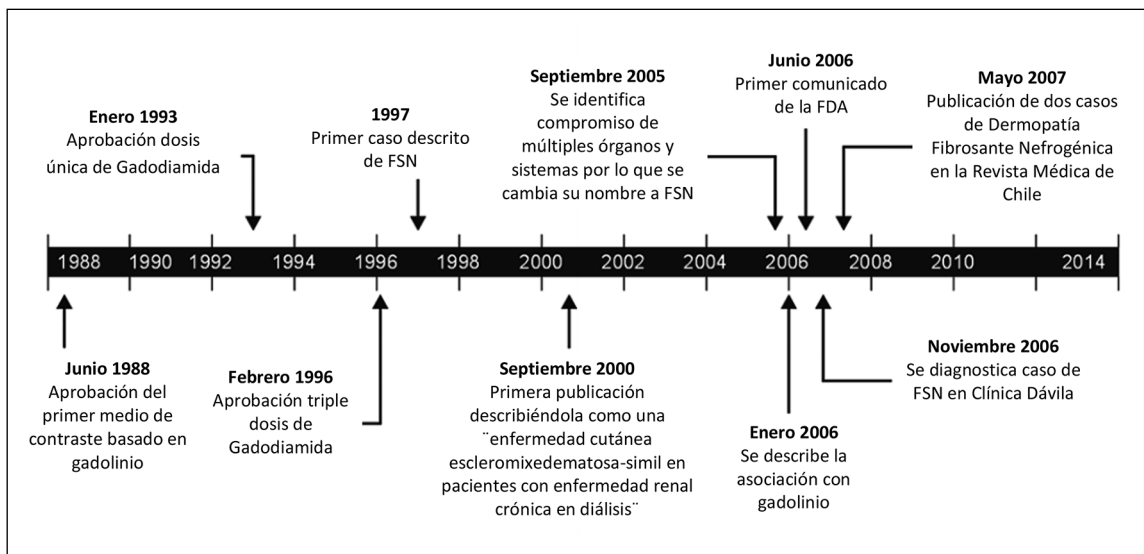 Enero 1993
Aprobación dosis
única de Gadodiamida
1997
Primer caso descrito
de FSN
Septiembre 2005
Se identifica
compromiso de
múltiples órganos y
sistemas por lo que se
cambia su nombre a FSN
Junio 2006
Primer comunicado
de la FDA
Mayo 2007
Publicación de dos casos
de Dermopatía
Fibrosante Nefrogénica
en la Revista Médica de
Chile
1988 1990 1992 1994 1996 1998 2000 2002 2004 2006 2008 2010 2014
Junio 1988
Aprobación del
primer medio de
contraste basado en
gadolinio
Febrero 1996
Aprobación triple
dosis de
Gadodiamida
Septiembre 2000
Primera publicación
describiéndola como una
¨enfermedad cutánea
escleromixedematosa-simil en
pacientes con enfermedad renal
crónica en diálisis¨
Enero 2006
Se describe la
asociación con
gadolinio
Noviembre 2006
Se diagnostica caso de
FSN en Clínica Dávila